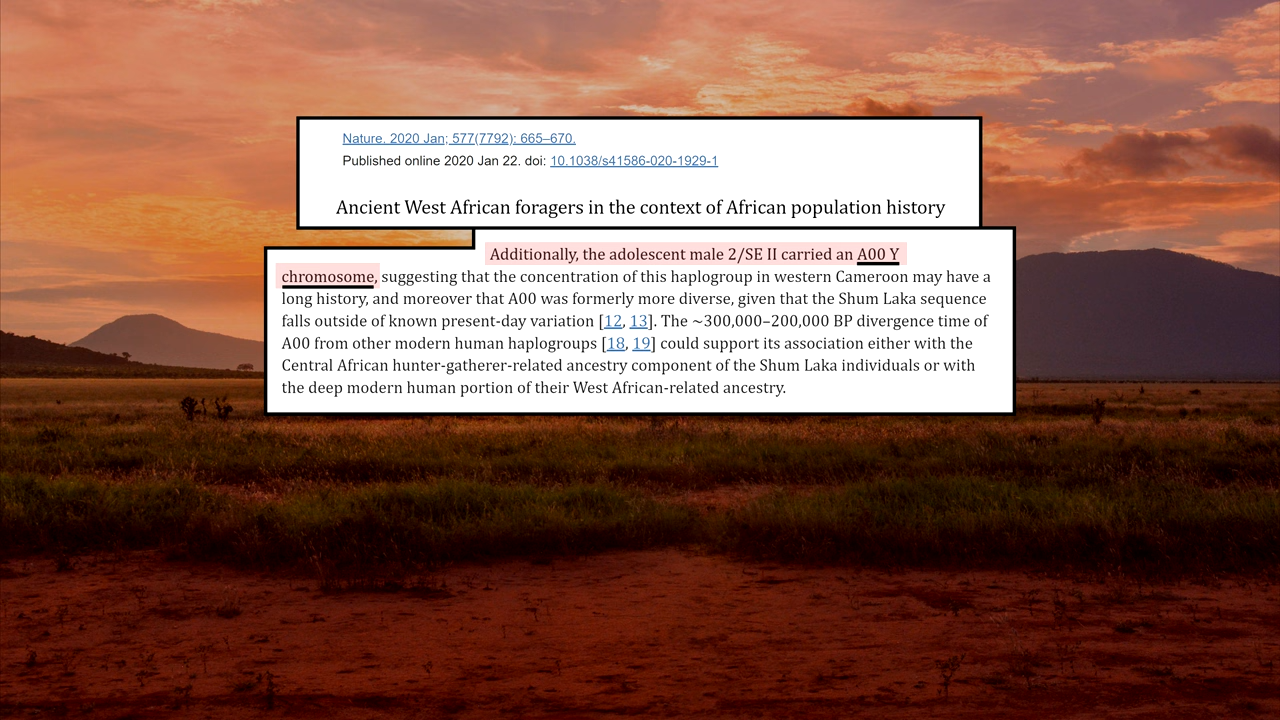 Nature. 2020 Jan; 577(7792): 665–670.
Published online 2020 Jan 22. doi: 10.1038/s41586-020-1929-1
Ancient West African foragers in the context of African population history
Additionally, the adolescent male 2/SE II carried an A00 Y
chromosome, suggesting that the concentration of this haplogroup in western Cameroon may have a
long history, and moreover that A00 was formerly more diverse, given that the Shum Laka sequence
falls outside of known present-day variation [12, 13]. The ~300,000–200,000 BP divergence time of
A00 from other modern human haplogroups [18, 19] could support its association either with the
Central African hunter-gatherer-related ancestry component of the Shum Laka individuals or with
the deep modern human portion of their West African-related ancestry.